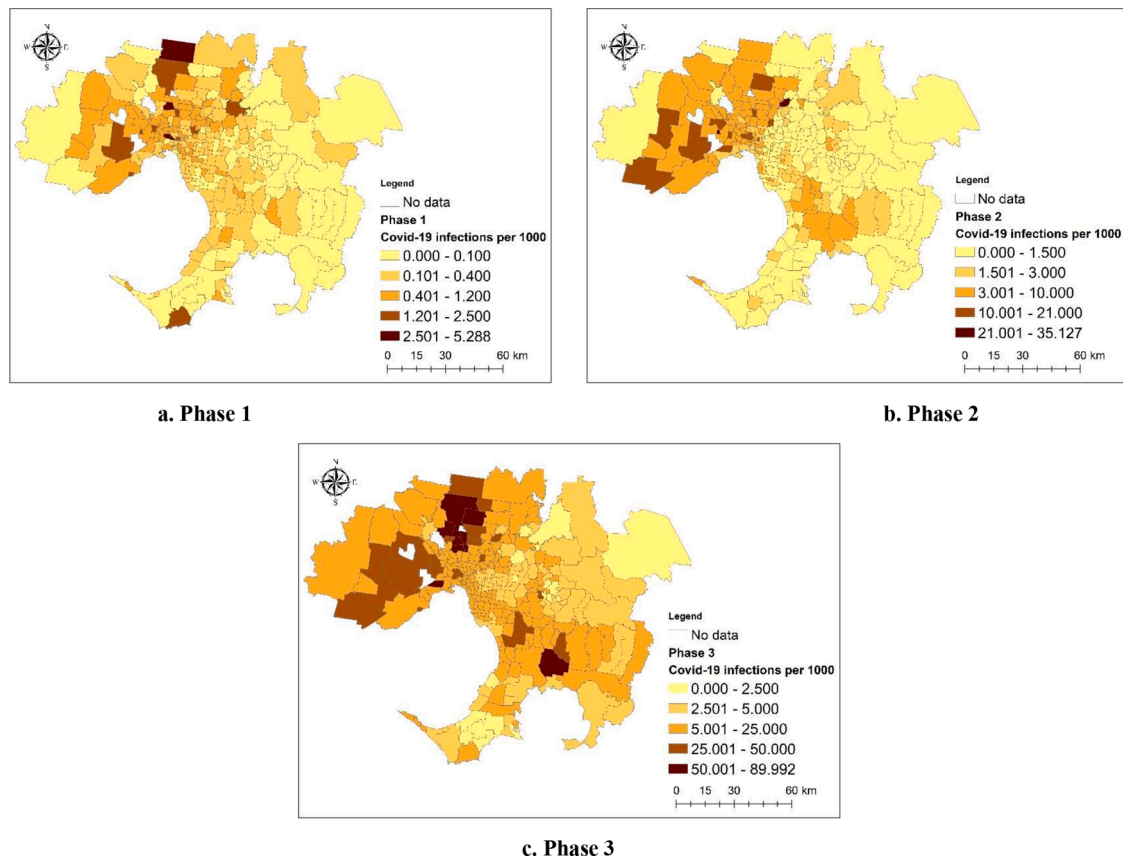 N
W E
S
Legend
No data
Phase 1
Covid-19 infections per 1000
0.000 - 0.100
0.101 - 0.400
0.401 - 1.200
1.201 - 2.500
2.501 - 5.288
0 15 30 60 km
a. Phase 1
N
W E
S
Legend
No data
Phase 2
Covid-19 infections per 1000
0.000 - 1.500
1.501 - 3.000
3.001 - 10.000
10.001 - 21.000
21.001 - 35.127
0 15 30 60 km
b. Phase 2
N
W E
S
Legend
No data
Phase 3
Covid-19 infections per 1000
0.000 - 2.500
2.501 - 5.000
5.001 - 25.000
25.001 - 50.000
50.001 - 89.992
0 15 30 60 km
c. Phase 3